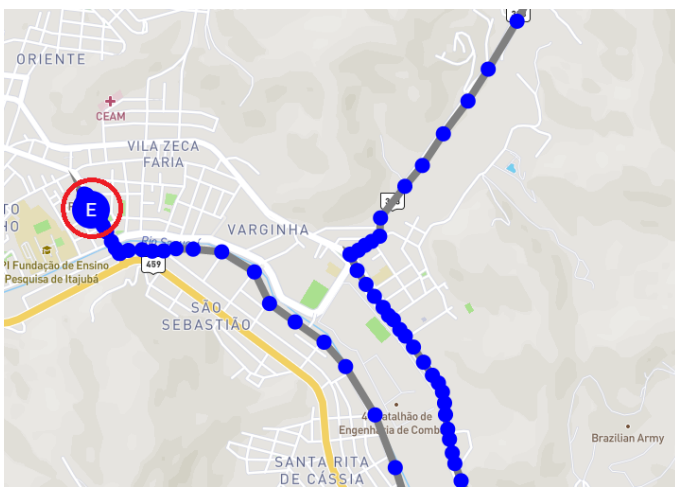 ORIENTE
CEAM
VILA ZECA
FARIA
E
VARGINHA
459
PI Fundação de Ensino
Pesquisa de Itajubá
SÃO
SEBASTIÃO
Engenharia de Comb
Brazilian Army
SANTA RITA
DE CÁSSIA